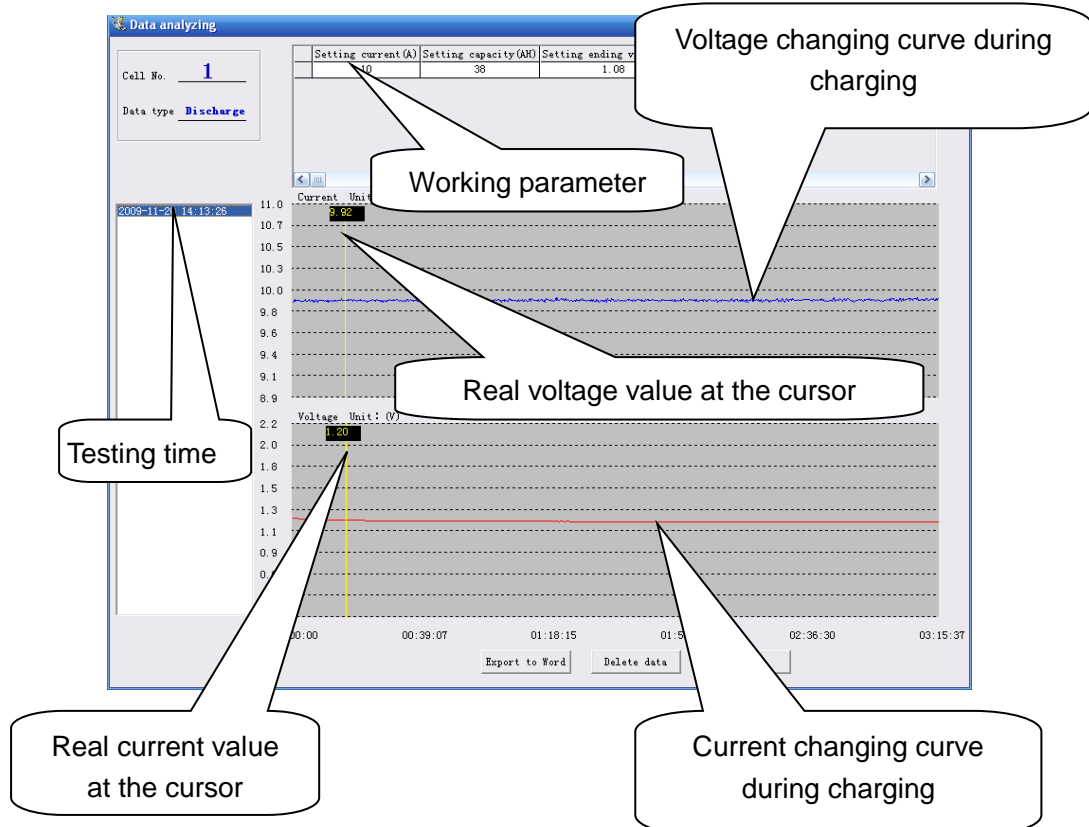 Data analyzing
Voltage changing curve during
charging
Setting current(A) Setting capacity(AH) Setting ending v
10 38 1.08
Cell No. 1
Data type Discharge
Working parameter
Current Unit
2009-11-2 14:13:26
11.0
9.92
10.7
10.5
10.3
10.0
9.8
9.6
9.4
9.1
8.9
Real voltage value at the cursor
Testing time
Voltage Unit:(V)
2.2
1.20
2.0
1.8
1.5
1.3
1.1
0.9
00:00 00:39:07 01:18:15 01:5 02:36:30 03:15:37
Export to Word Delete data
Real current value
at the cursor
Current changing curve
during charging